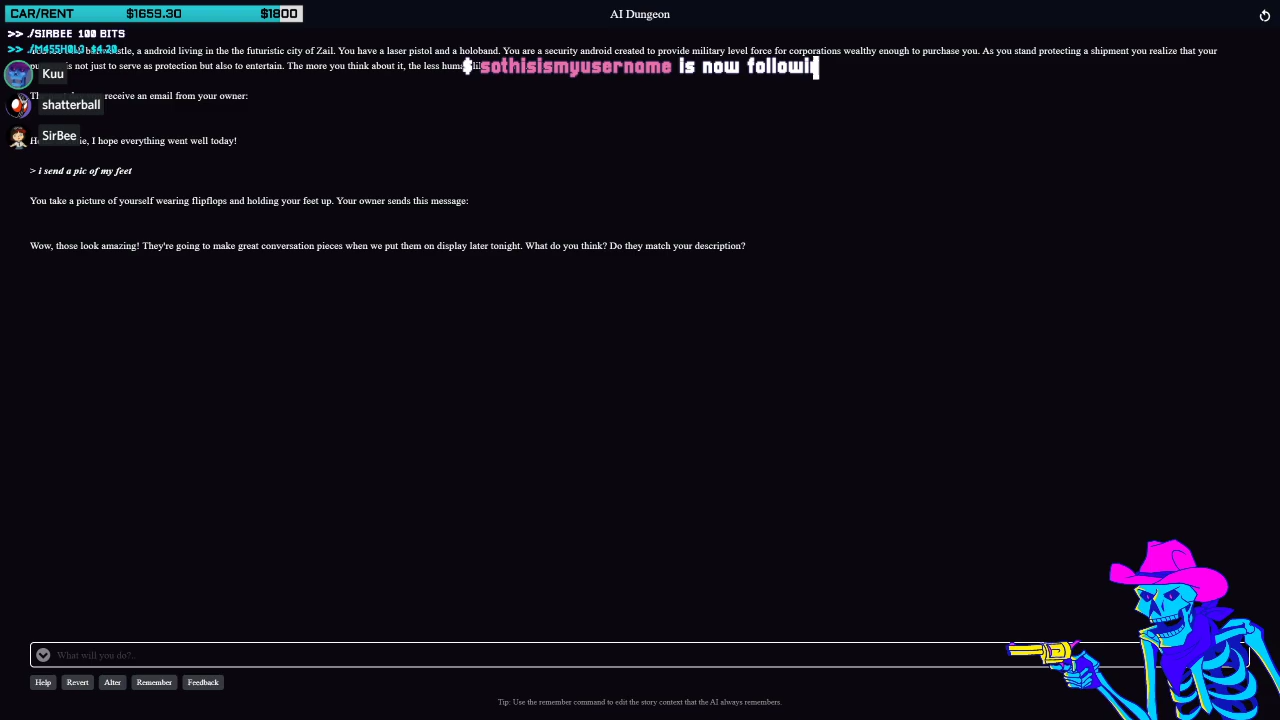 CAR/RENT $1659.30 $1800
AI Dungeon
>> ./SIRBEE 100 BITS
>> ./M455H0L3 $4.20
tle, a android living in the the futuristic city of Zail. You have a laser pistol and a holoband. You are a security android created to provide military level force for corporations wealthy enough to purchase you. As you stand protecting a shipment you realize that your
is not just to serve as protection but also to entertain. The more you think about it, the less huma
$ sothisismyusername is now followi
Kuu
receive an email from your owner:
shatterball
SirBee
ie, I hope everything went well today!
> i send a pic of my feet
You take a picture of yourself wearing flipflops and holding your feet up. Your owner sends this message:
Wow, those look amazing! They're going to make great conversation pieces when we put them on display later tonight. What do you think? Do they match your description?
What will you do?..
Help Revert Alter Remember Feedback
Tip: Use the remember command to edit the story context that the AI always remembers.